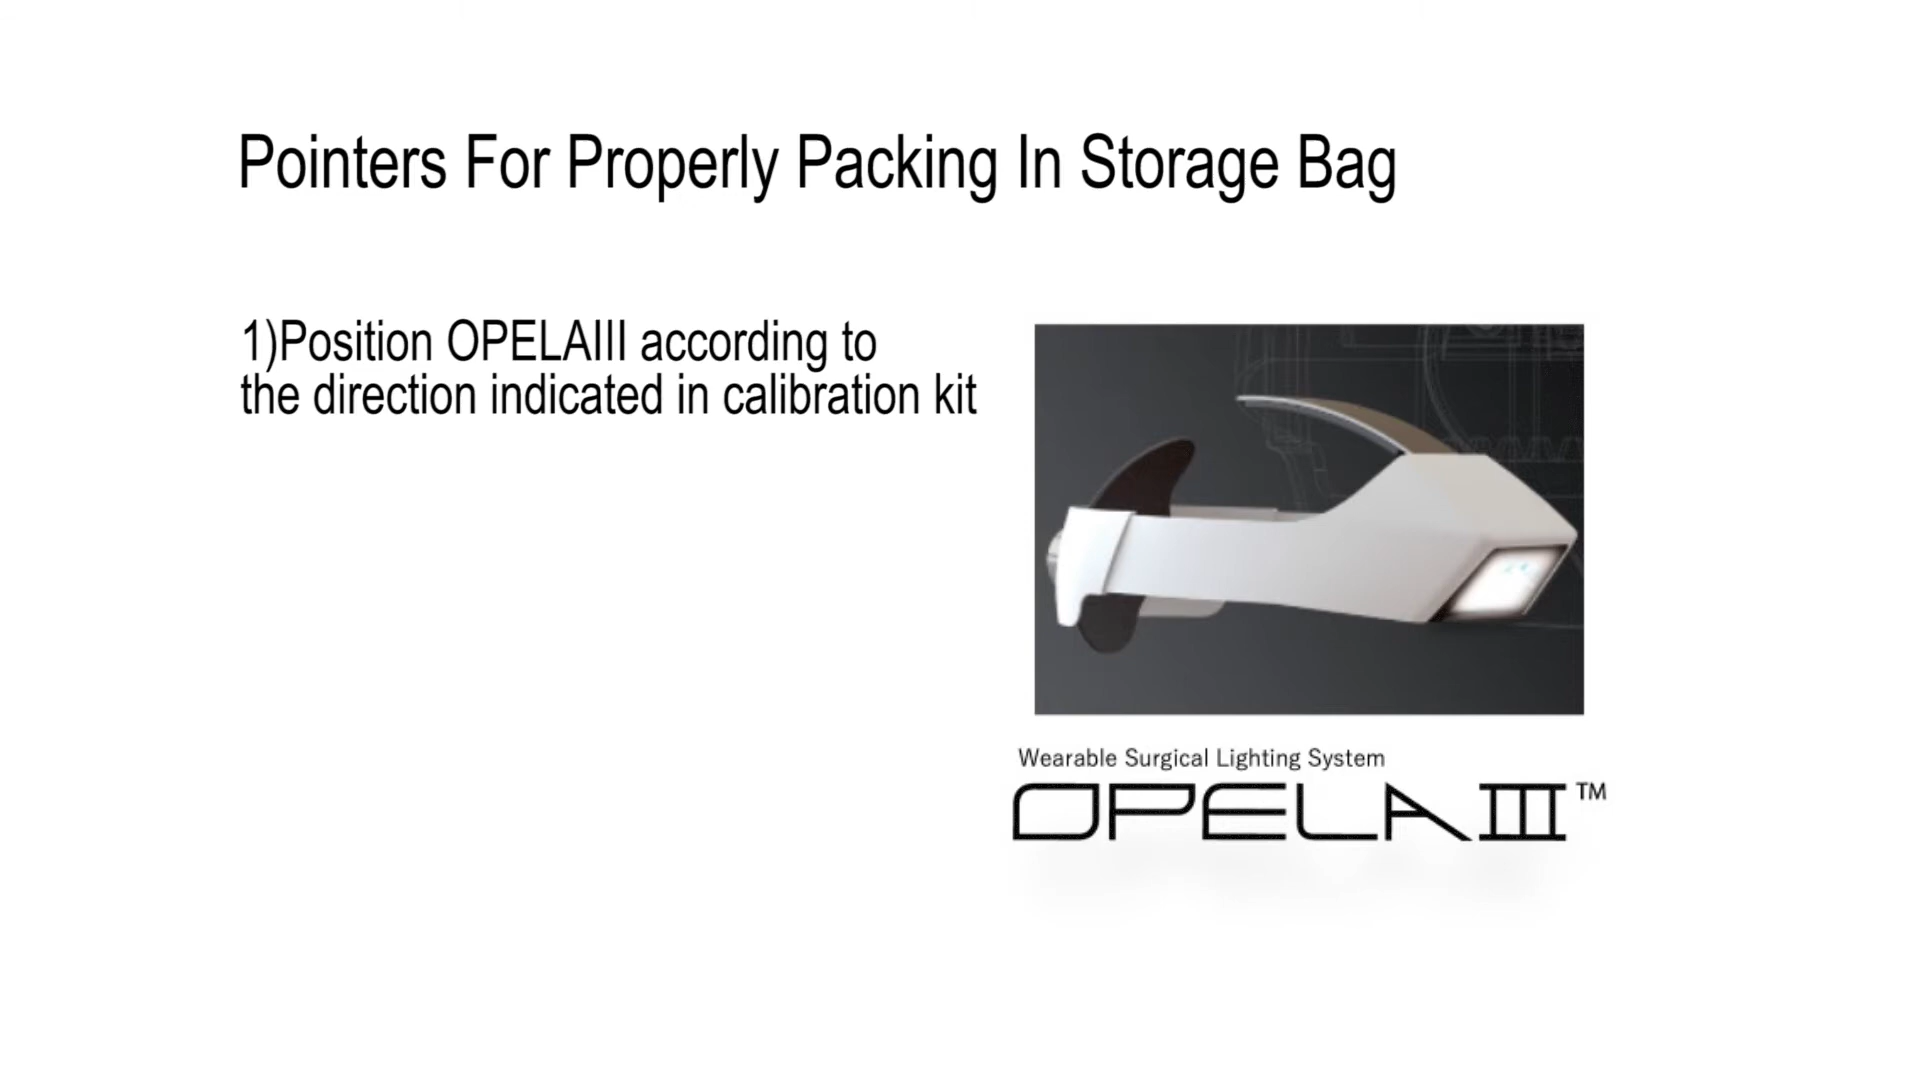 Pointers For Properly Packing In Storage Bag
1)Position OPELAIII according to
the direction indicated in calibration kit
Wearable Surgical Lighting System
OPELAIII™